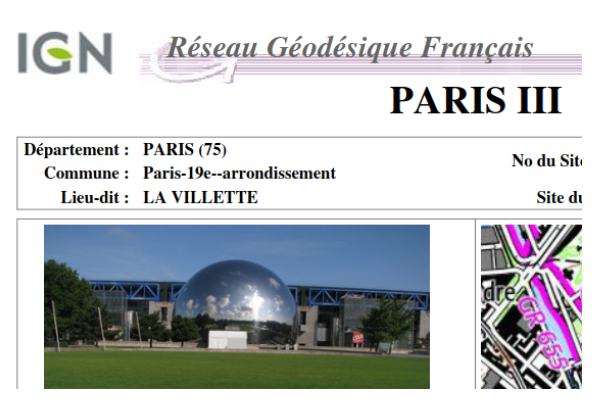 IGN
Réseau Géodésique Français
PARIS III
Département : PARIS (75)
Commune : Paris-19e--arrondissement
Lieu-dit : LA VILLETTE
No du Site
Site du
dre
GR 655